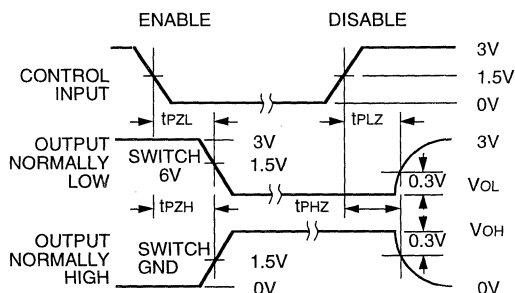 ENABLE DISABLE
3V
CONTROL INPUT 1.5V
0V
tPZL tPLZ
OUTPUT NORMALLY LOW
SWITCH 6V
3V
1.5V
3V
0.3V
VOL
tPZH tPHZ
VOH
0.3V
OUTPUT NORMALLY HIGH
SWITCH GND
1.5V
0V
0V